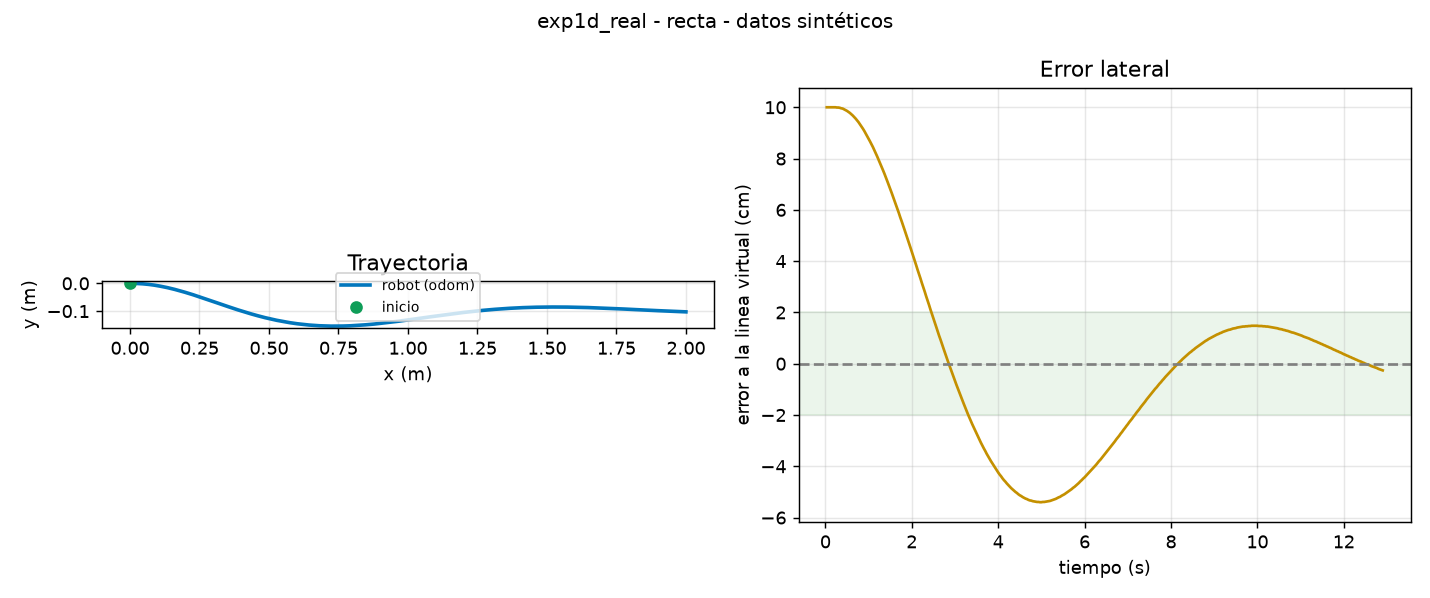 exp1d_real - recta - datos sintéticos
Trayectoria
robot (odom)
inicio
0.0
−0.1
y (m)
0.00 0.25 0.50 0.75 1.00 1.25 1.50 1.75 2.00
x (m)
Error lateral
10
8
6
4
2
0
−2
−4
−6
error a la linea virtual (cm)
0 2 4 6 8 10 12
tiempo (s)